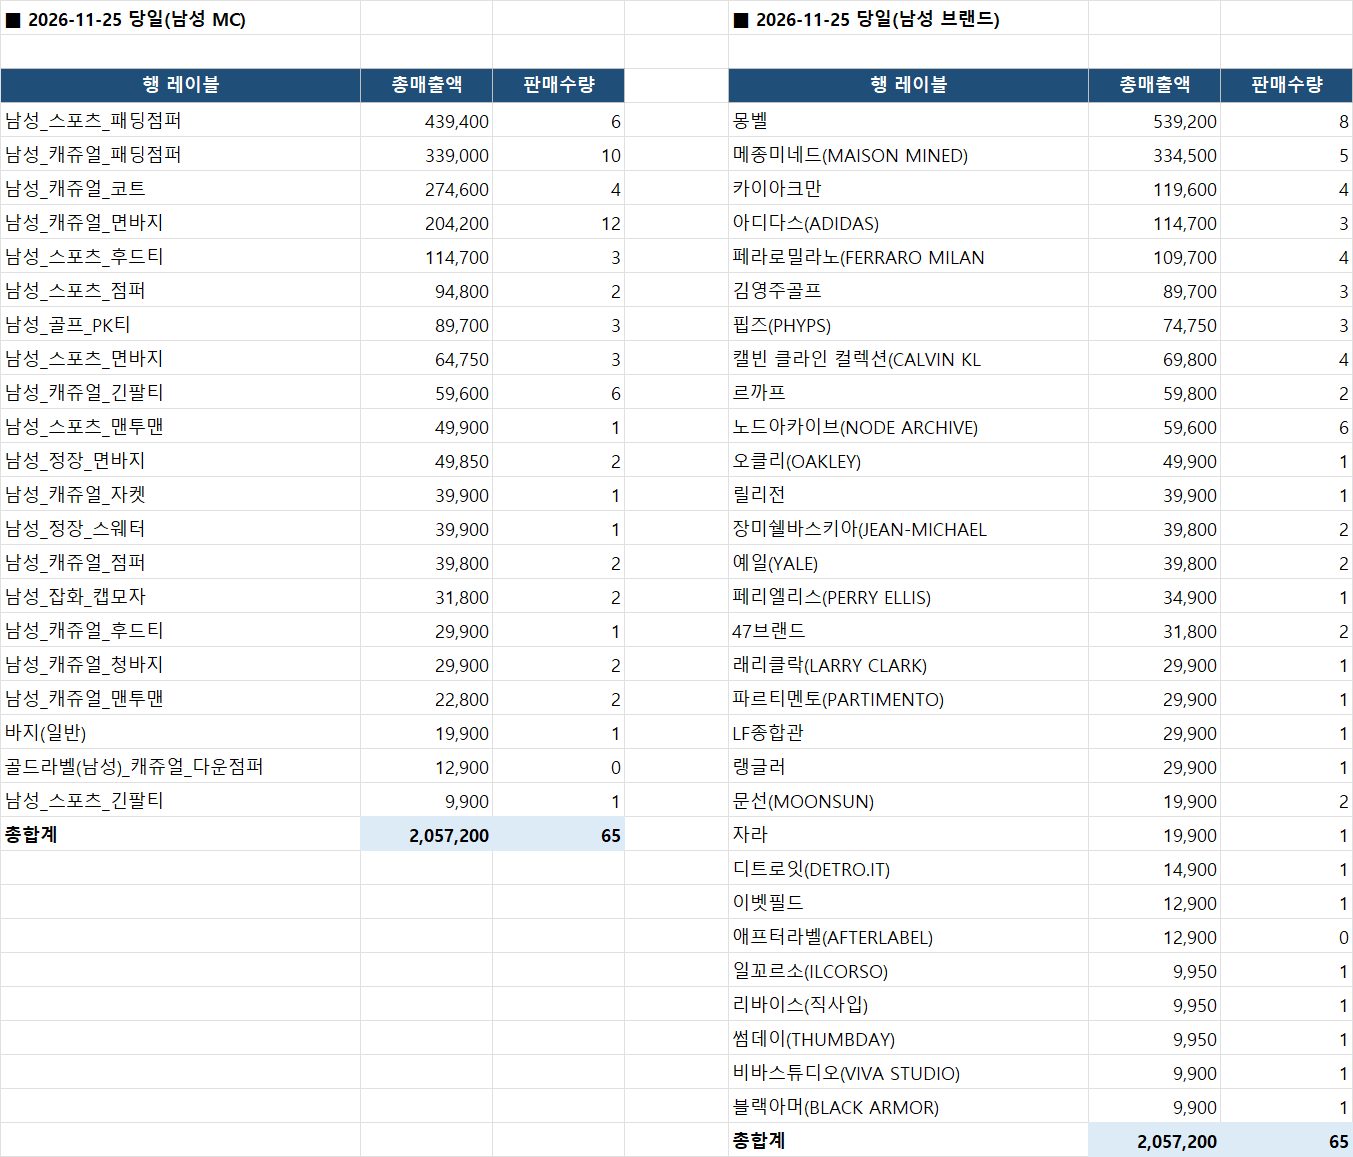 ■ 2026-11-25 당일(남성 MC)
행 레이블 총매출액 판매수량
남성_스포츠_패딩점퍼 439,400 6
남성_캐쥬얼_패딩점퍼 339,000 10
남성_캐쥬얼_코트 274,600 4
남성_캐쥬얼_면바지 204,200 12
남성_스포츠_후드티 114,700 3
남성_스포츠_점퍼 94,800 2
남성_골프_PK티 89,700 3
남성_스포츠_면바지 64,750 3
남성_캐쥬얼_긴팔티 59,600 6
남성_스포츠_맨투맨 49,900 1
남성_정장_면바지 49,850 2
남성_캐쥬얼_자켓 39,900 1
남성_정장_스웨터 39,900 1
남성_캐쥬얼_점퍼 39,800 2
남성_잡화_캡모자 31,800 2
남성_캐쥬얼_후드티 29,900 1
남성_캐쥬얼_청바지 29,900 2
남성_캐쥬얼_맨투맨 22,800 2
바지(일반) 19,900 1
골드라벨(남성)_캐쥬얼_다운점퍼 12,900 0
남성_스포츠_긴팔티 9,900 1
총합계 2,057,200 65
■ 2026-11-25 당일(남성 브랜드)
행 레이블 총매출액 판매수량
몽벨 539,200 8
메종미네드(MAISON MINED) 334,500 5
카이아크만 119,600 4
아디다스(ADIDAS) 114,700 3
페라로밀라노(FERRARO MILAN 109,700 4
김영주골프 89,700 3
핍즈(PHYPS) 74,750 3
캘빈 클라인 컬렉션(CALVIN KL 69,800 4
르까프 59,800 2
노드아카이브(NODE ARCHIVE) 59,600 6
오클리(OAKLEY) 49,900 1
릴리전 39,900 1
장미쉘바스키아(JEAN-MICHAEL 39,800 2
예일(YALE) 39,800 2
페리엘리스(PERRY ELLIS) 34,900 1
47브랜드 31,800 2
래리클락(LARRY CLARK) 29,900 1
파르티멘토(PARTIMENTO) 29,900 1
LF종합관 29,900 1
랭글러 29,900 1
문선(MOONSUN) 19,900 2
자라 19,900 1
디트로잇(DETRO.IT) 14,900 1
이벳필드 12,900 1
애프터라벨(AFTERLABEL) 12,900 0
일꼬르소(ILCORSO) 9,950 1
리바이스(직사입) 9,950 1
썸데이(THUMBDAY) 9,950 1
비바스튜디오(VIVA STUDIO) 9,900 1
블랙아머(BLACK ARMOR) 9,900 1
총합계 2,057,200 65